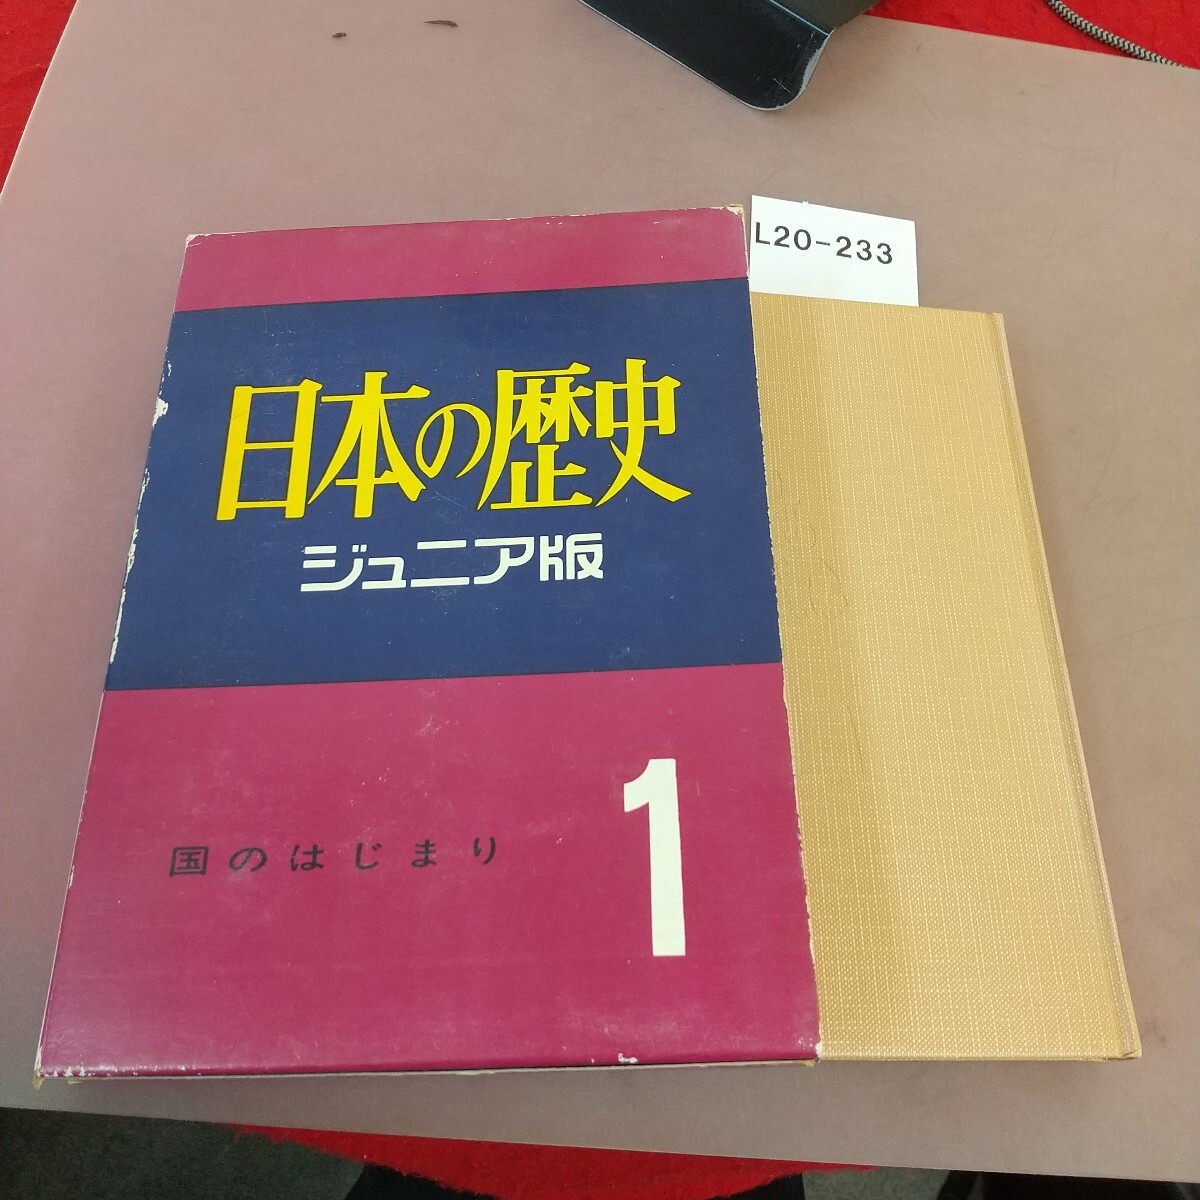 L20-233
日本の歴史
ジュニア版
1
国のはじまり